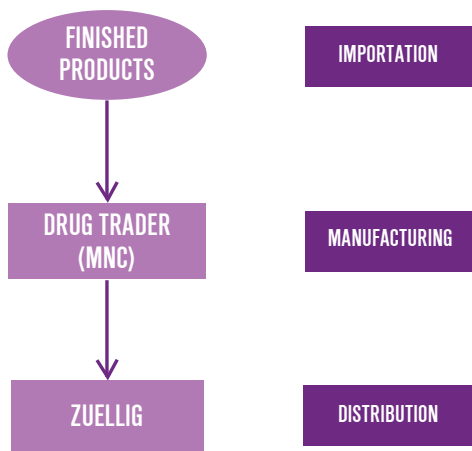 FINISHED
PRODUCTS
IMPORTATION
DRUG TRADER
(MNC)
MANUFACTURING
ZUELLIG
DISTRIBUTION